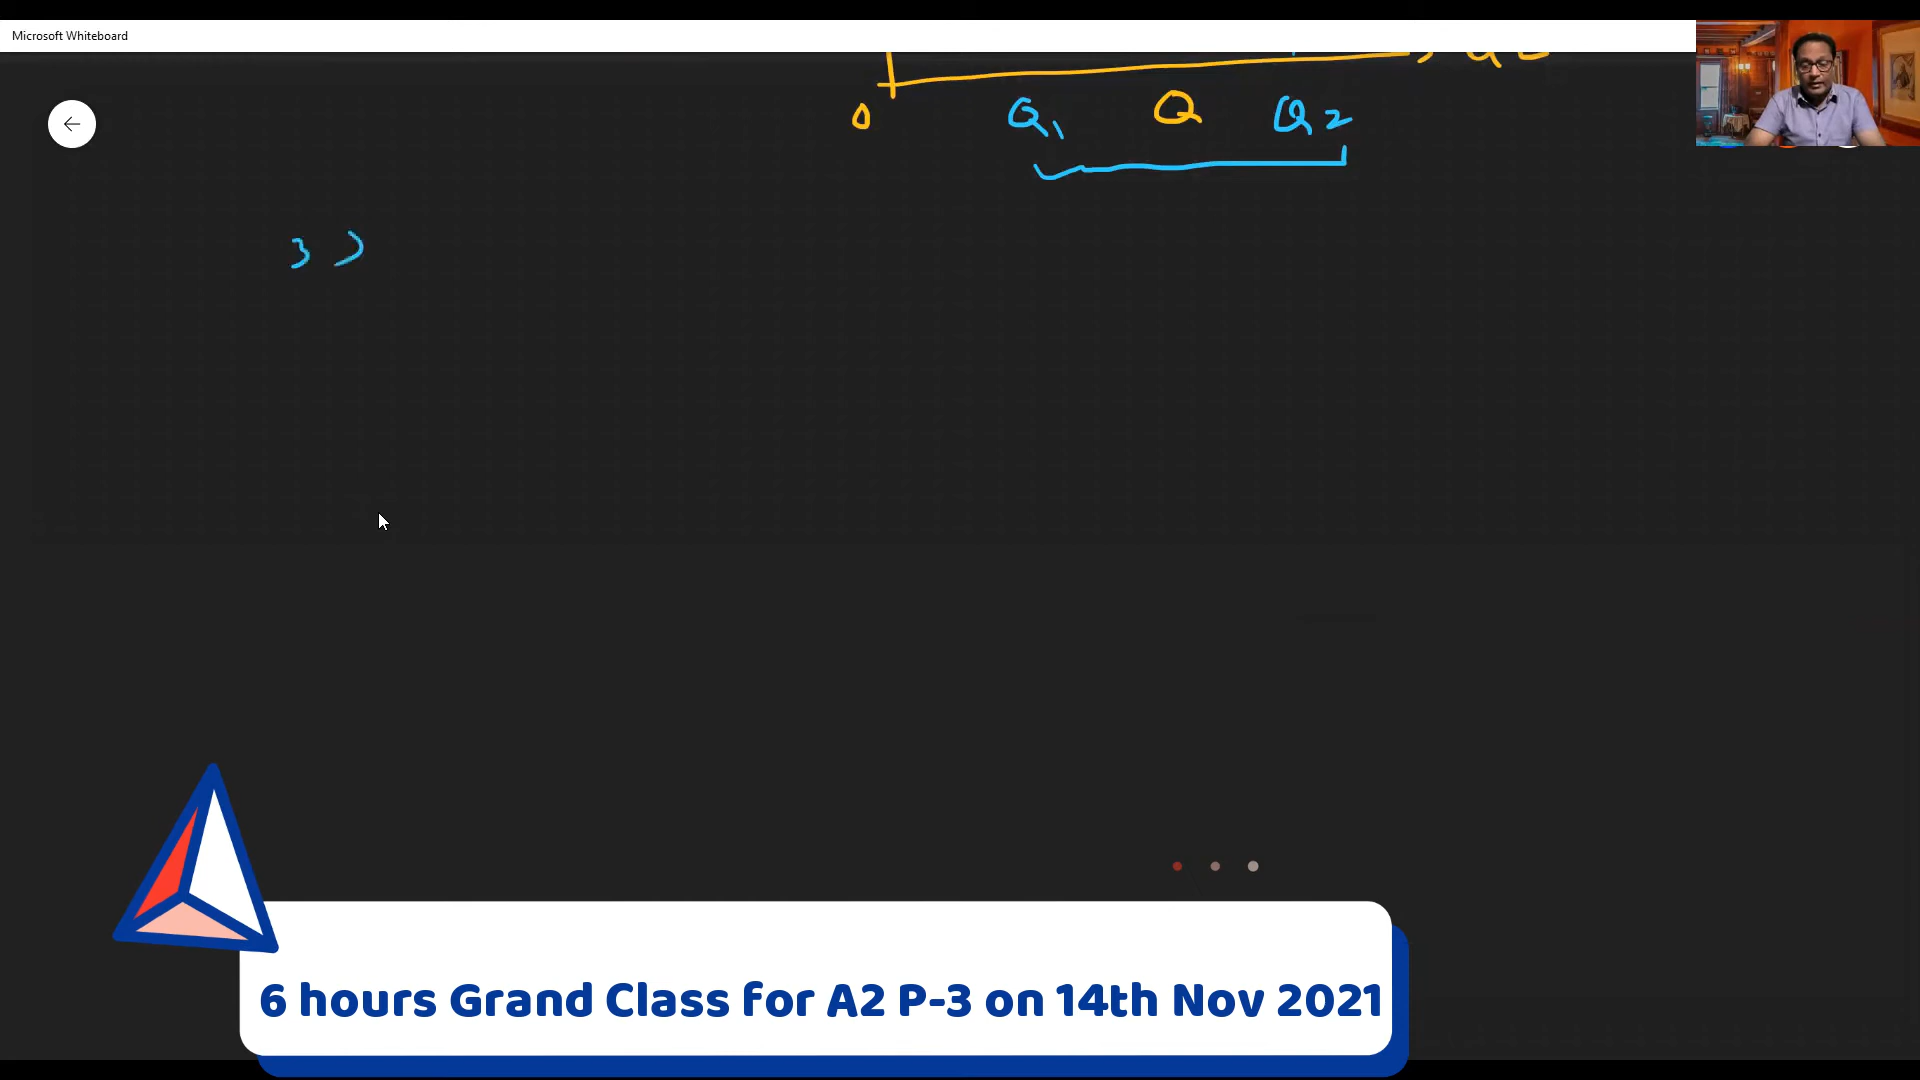 Microsoft Whiteboard
0 Q1 Q Q2
3)
6 hours Grand Class for A2 P-3 on 14th Nov 2021